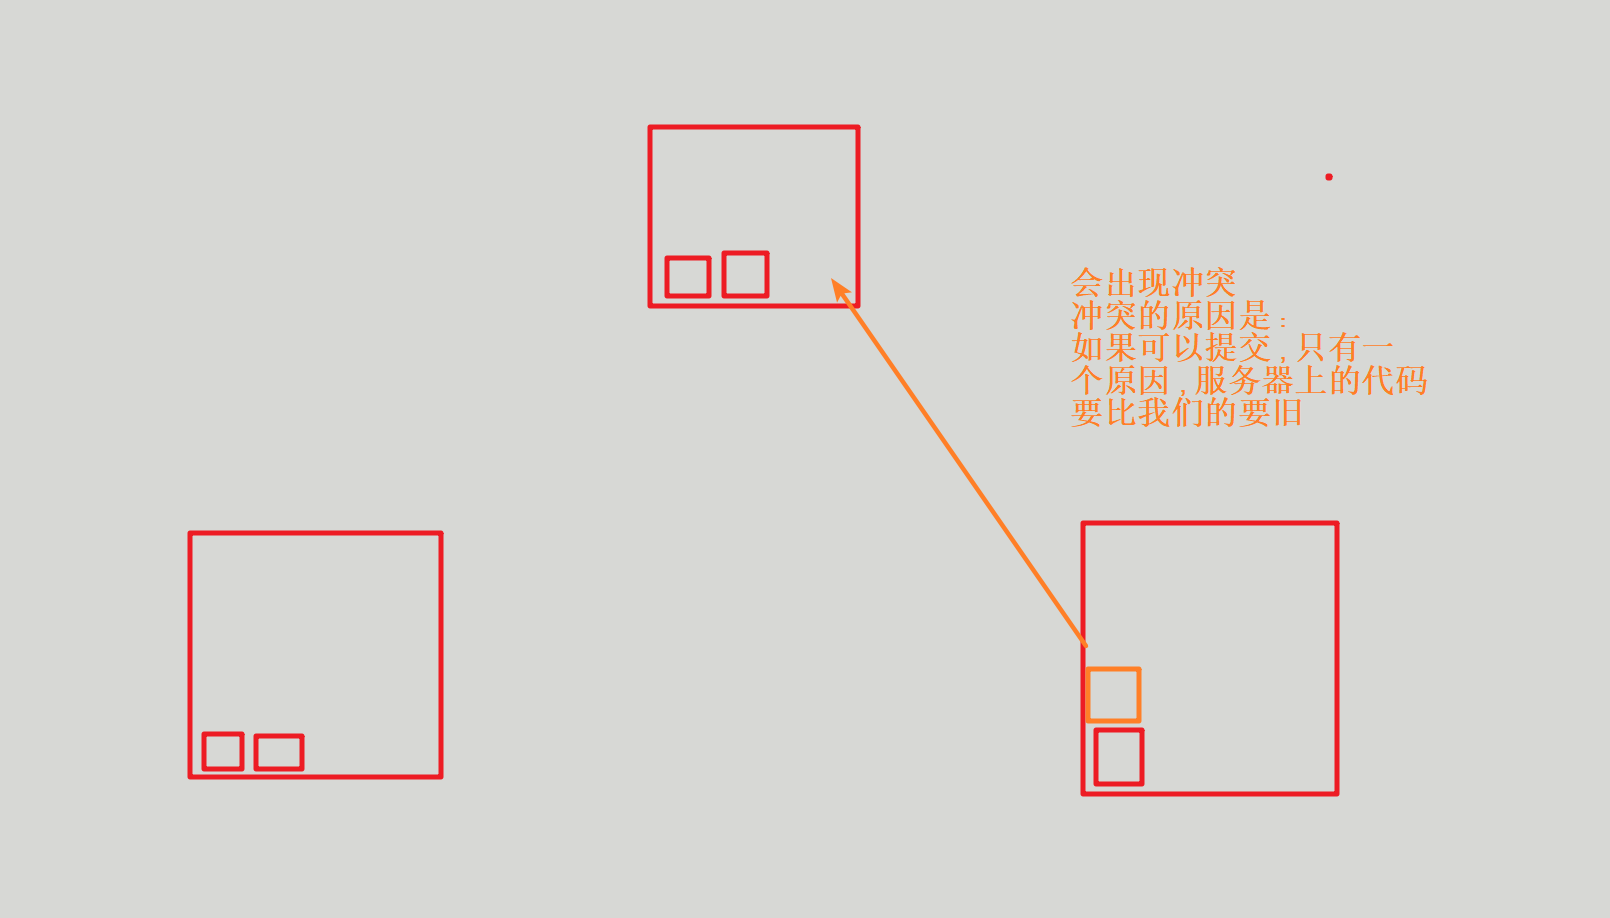 会出现冲突
冲突的原因是:
如果可以提交,只有一
个原因,服务器上的代码
要比我们的要旧